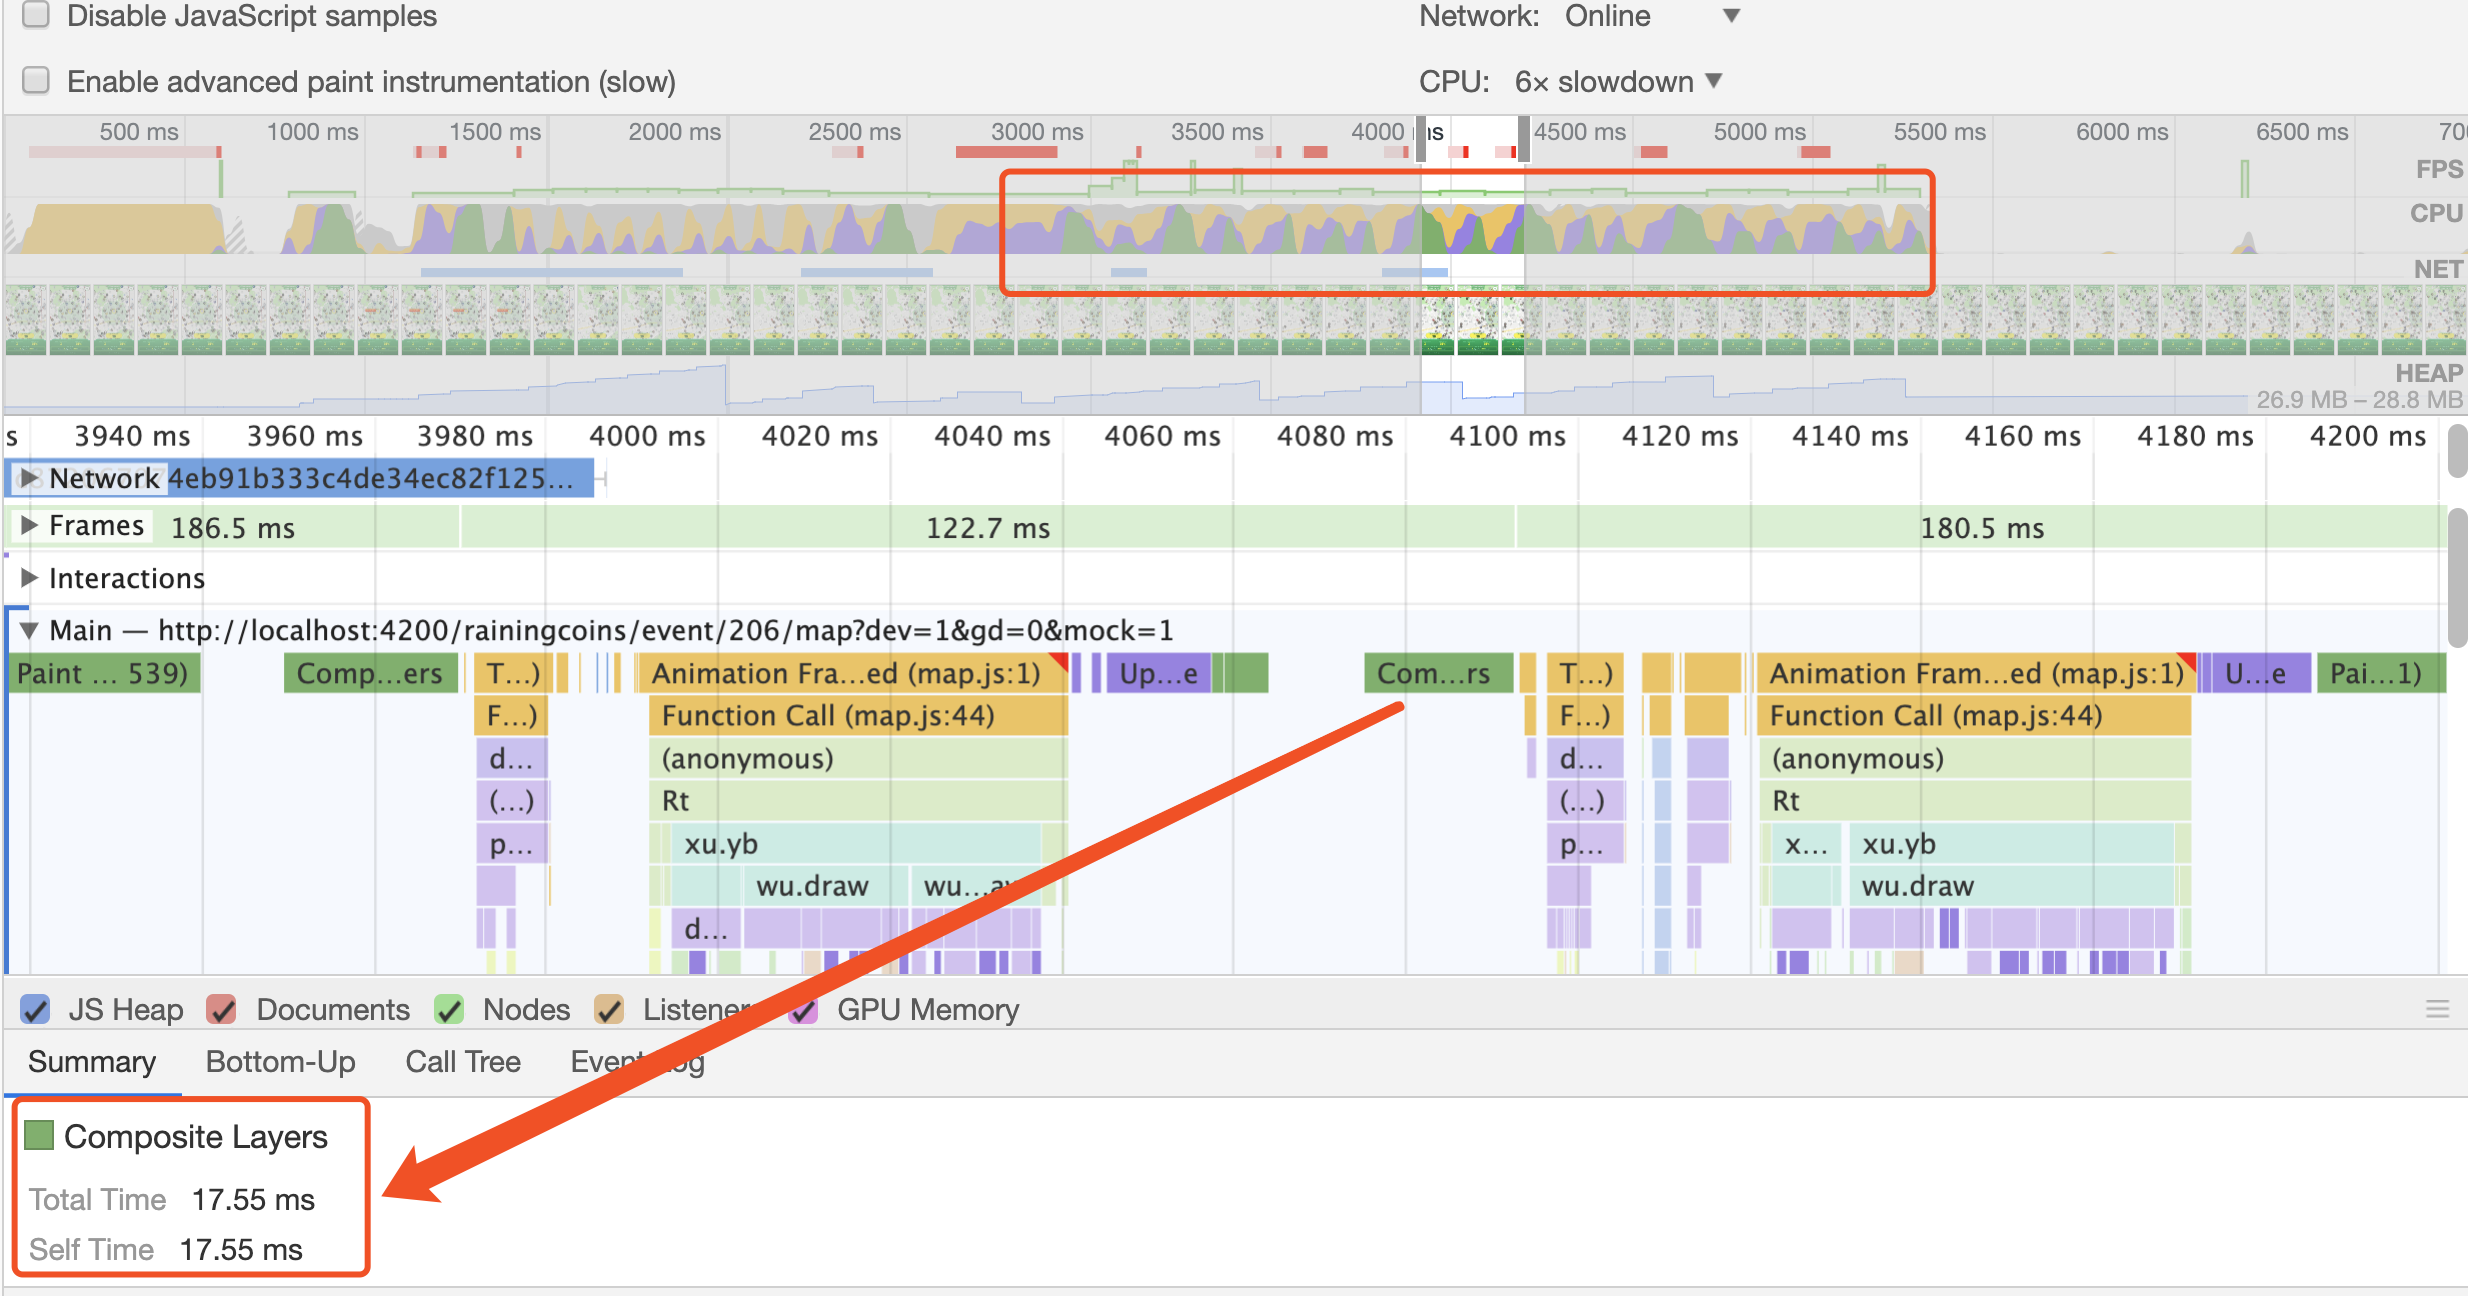 Disable JavaScript samples
Network: Online
Enable advanced paint instrumentation (slow)
CPU: 6× slowdown
500 ms 1000 ms 1500 ms 2000 ms 2500 ms 3000 ms 3500 ms 4000 ms 4500 ms 5000 ms 5500 ms 6000 ms 6500 ms 700
FPS
CPU
NET
HEAP
26.9 MB – 28.8 MB
s 3940 ms 3960 ms 3980 ms 4000 ms 4020 ms 4040 ms 4060 ms 4080 ms 4100 ms 4120 ms 4140 ms 4160 ms 4180 ms 4200 ms
Network 4eb91b333c4de34ec82f125...
Frames 186.5 ms 122.7 ms 180.5 ms
Interactions
Main — http://localhost:4200/rainingcoins/event/206/map?dev=1&gd=0&mock=1
Paint ... 539) Comp...ers T...) Animation Fra...ed (map.js:1) Up...e Com...rs T...) Animation Fram...ed (map.js:1) U...e Pai...1)
F...) Function Call (map.js:44) F...) Function Call (map.js:44)
d... (anonymous) d... (anonymous)
(...) Rt (...) Rt
p... xu.yb p... x... xu.yb
wu.draw wu...aw wu.draw
d...
JS Heap Documents Nodes Listeners GPU Memory
Summary Bottom-Up Call Tree Event Log
Composite Layers
Total Time 17.55 ms
Self Time 17.55 ms